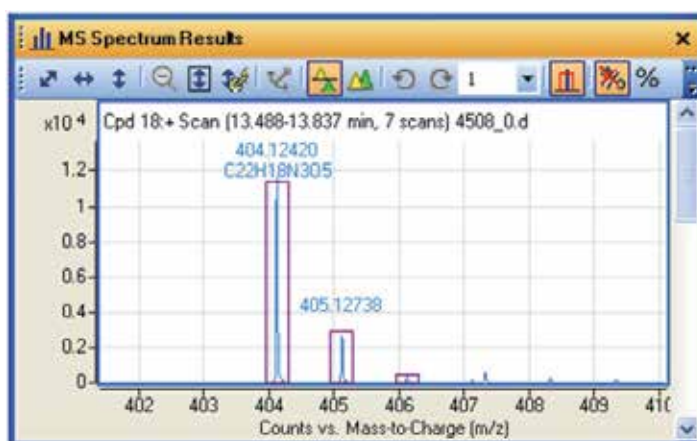 MS Spectrum Results
1
%
x10 4
Cpd 18:+ Scan (13.488-13.837 min, 7 scans) 4508_0.d
404.12420
C22H18N3O5
405.12738
1.2
1
0.8
0.6
0.4
0.2
0
402 403 404 405 406 407 408 409 410
Counts vs. Mass-to-Charge (m/z)